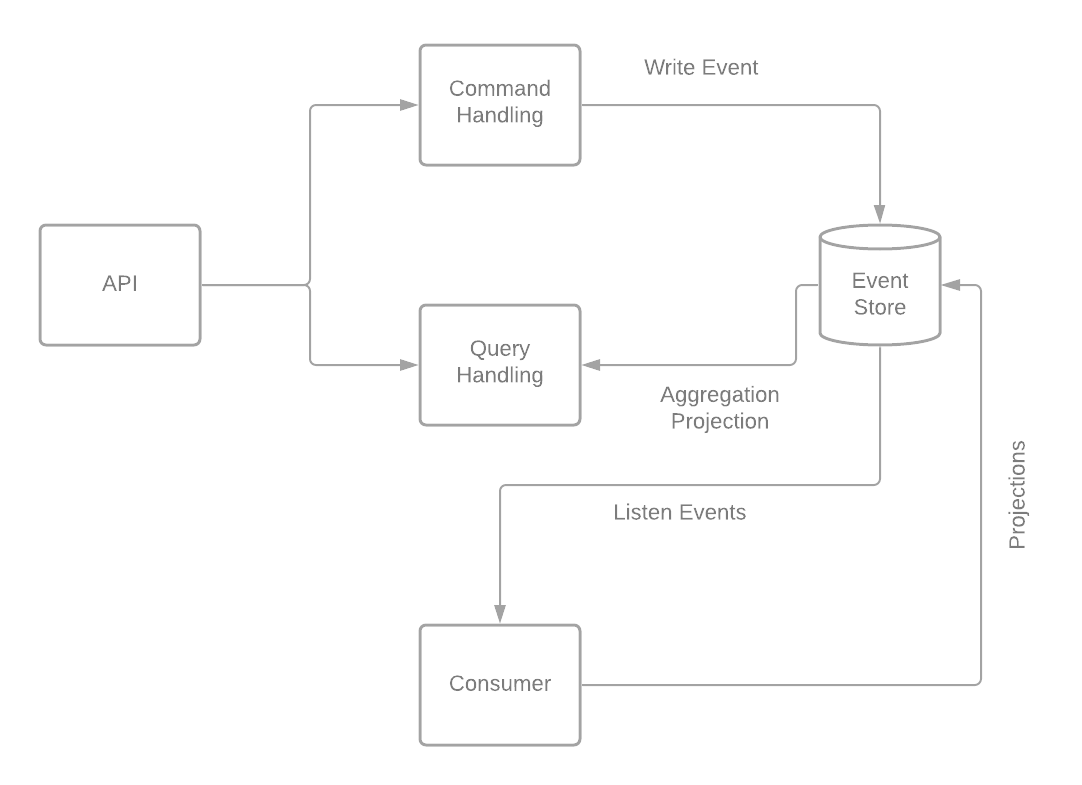 Command
Handling
Write Event
API
Event
Store
Query
Handling
Aggregation
Projection
Listen Events
Projections
Consumer